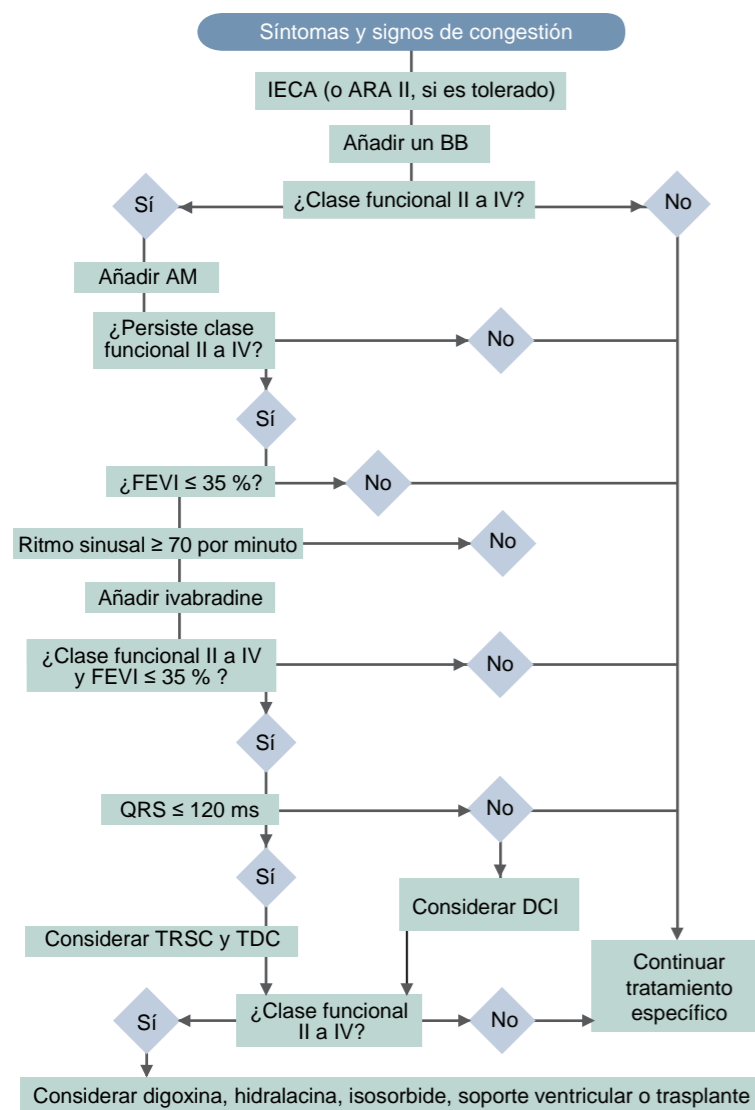 Síntomas y signos de congestión
IECA (o ARA II, si es tolerado)
Añadir un BB
Sí
¿Clase funcional II a IV?
No
Añadir AM
¿Persiste clase
funcional II a IV?
No
Sí
¿FEVI ≤ 35 %?
No
Ritmo sinusal ≥ 70 por minuto
No
Añadir ivabradine
¿Clase funcional II a IV
y FEVI ≤ 35 % ?
No
Sí
QRS ≤ 120 ms
No
Sí
Considerar DCI
Considerar TRSC y TDC
Continuar
tratamiento
específico
Sí
¿Clase funcional
II a IV?
No
Considerar digoxina, hidralacina, isosorbide, soporte ventricular o trasplante